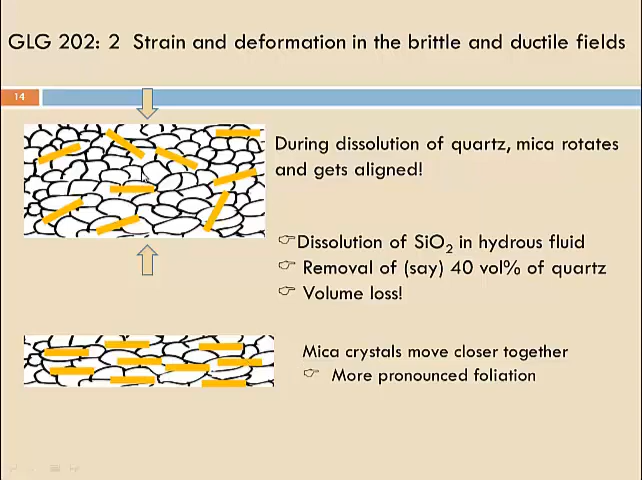 GLG 202: 2 Strain and deformation in the brittle and ductile fields
14
During dissolution of quartz, mica rotates
and gets aligned!
☞Dissolution of SiO₂ in hydrous fluid
☞ Removal of (say) 40 vol% of quartz
☞ Volume loss!
Mica crystals move closer together
☞ More pronounced foliation